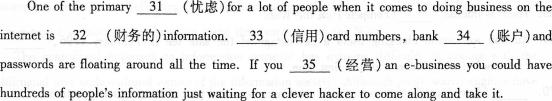 One of the primary 31 (忧虑) for a lot of people when it comes to doing business on the
internet is 32 (财务的) information. 33 (信用) card numbers, bank 34 (账户) and
passwords are floating around all the time. If you 35 (经营) an e-business you could have
hundreds of people's information just waiting for a clever hacker to come along and take it.